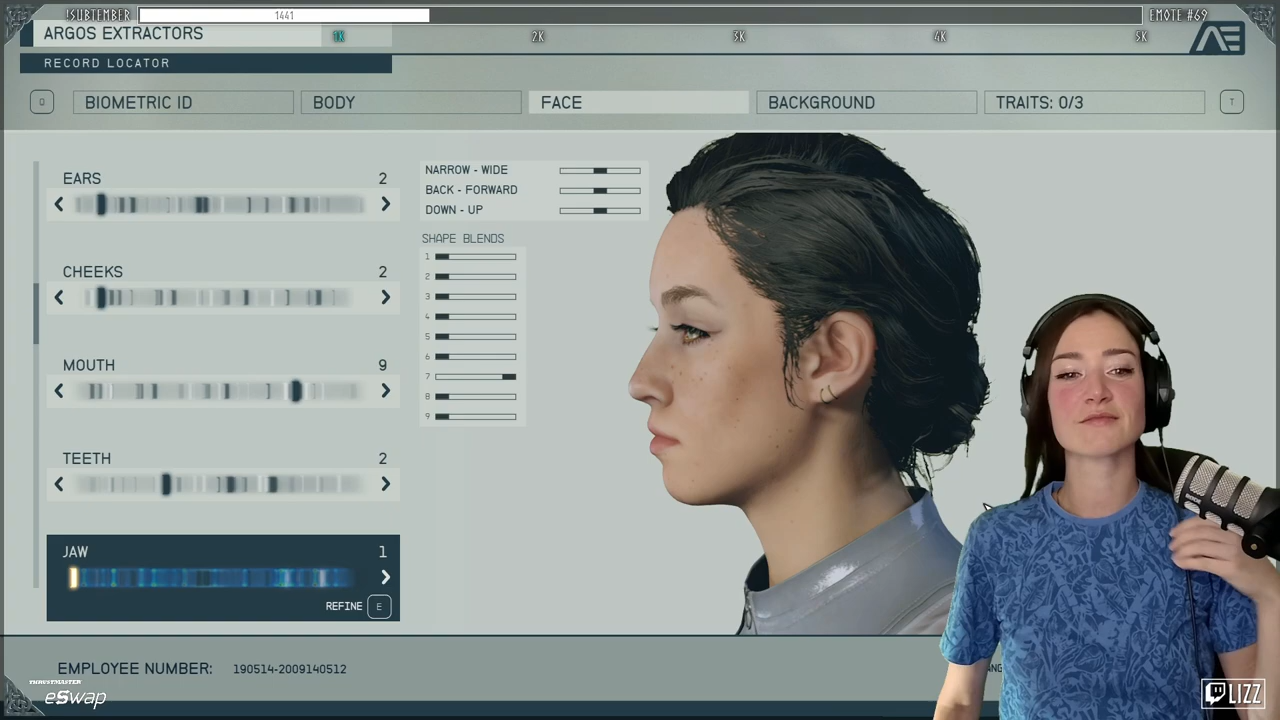 !SUBTEMBER 1441 EMOTE #69
1K 2K 3K 4K 5K
ARGOS EXTRACTORS
AE
RECORD LOCATOR
Q BIOMETRIC ID BODY FACE BACKGROUND TRAITS: 0/3 T
EARS 2
CHEEKS 2
MOUTH 9
TEETH 2
JAW 1
REFINE E
NARROW - WIDE
BACK - FORWARD
DOWN - UP
SHAPE BLENDS
1
2
3
4
5
6
7
8
9
EMPLOYEE NUMBER: 190514-2009140512
THRUSTMASTER
eSwap
LIZZ